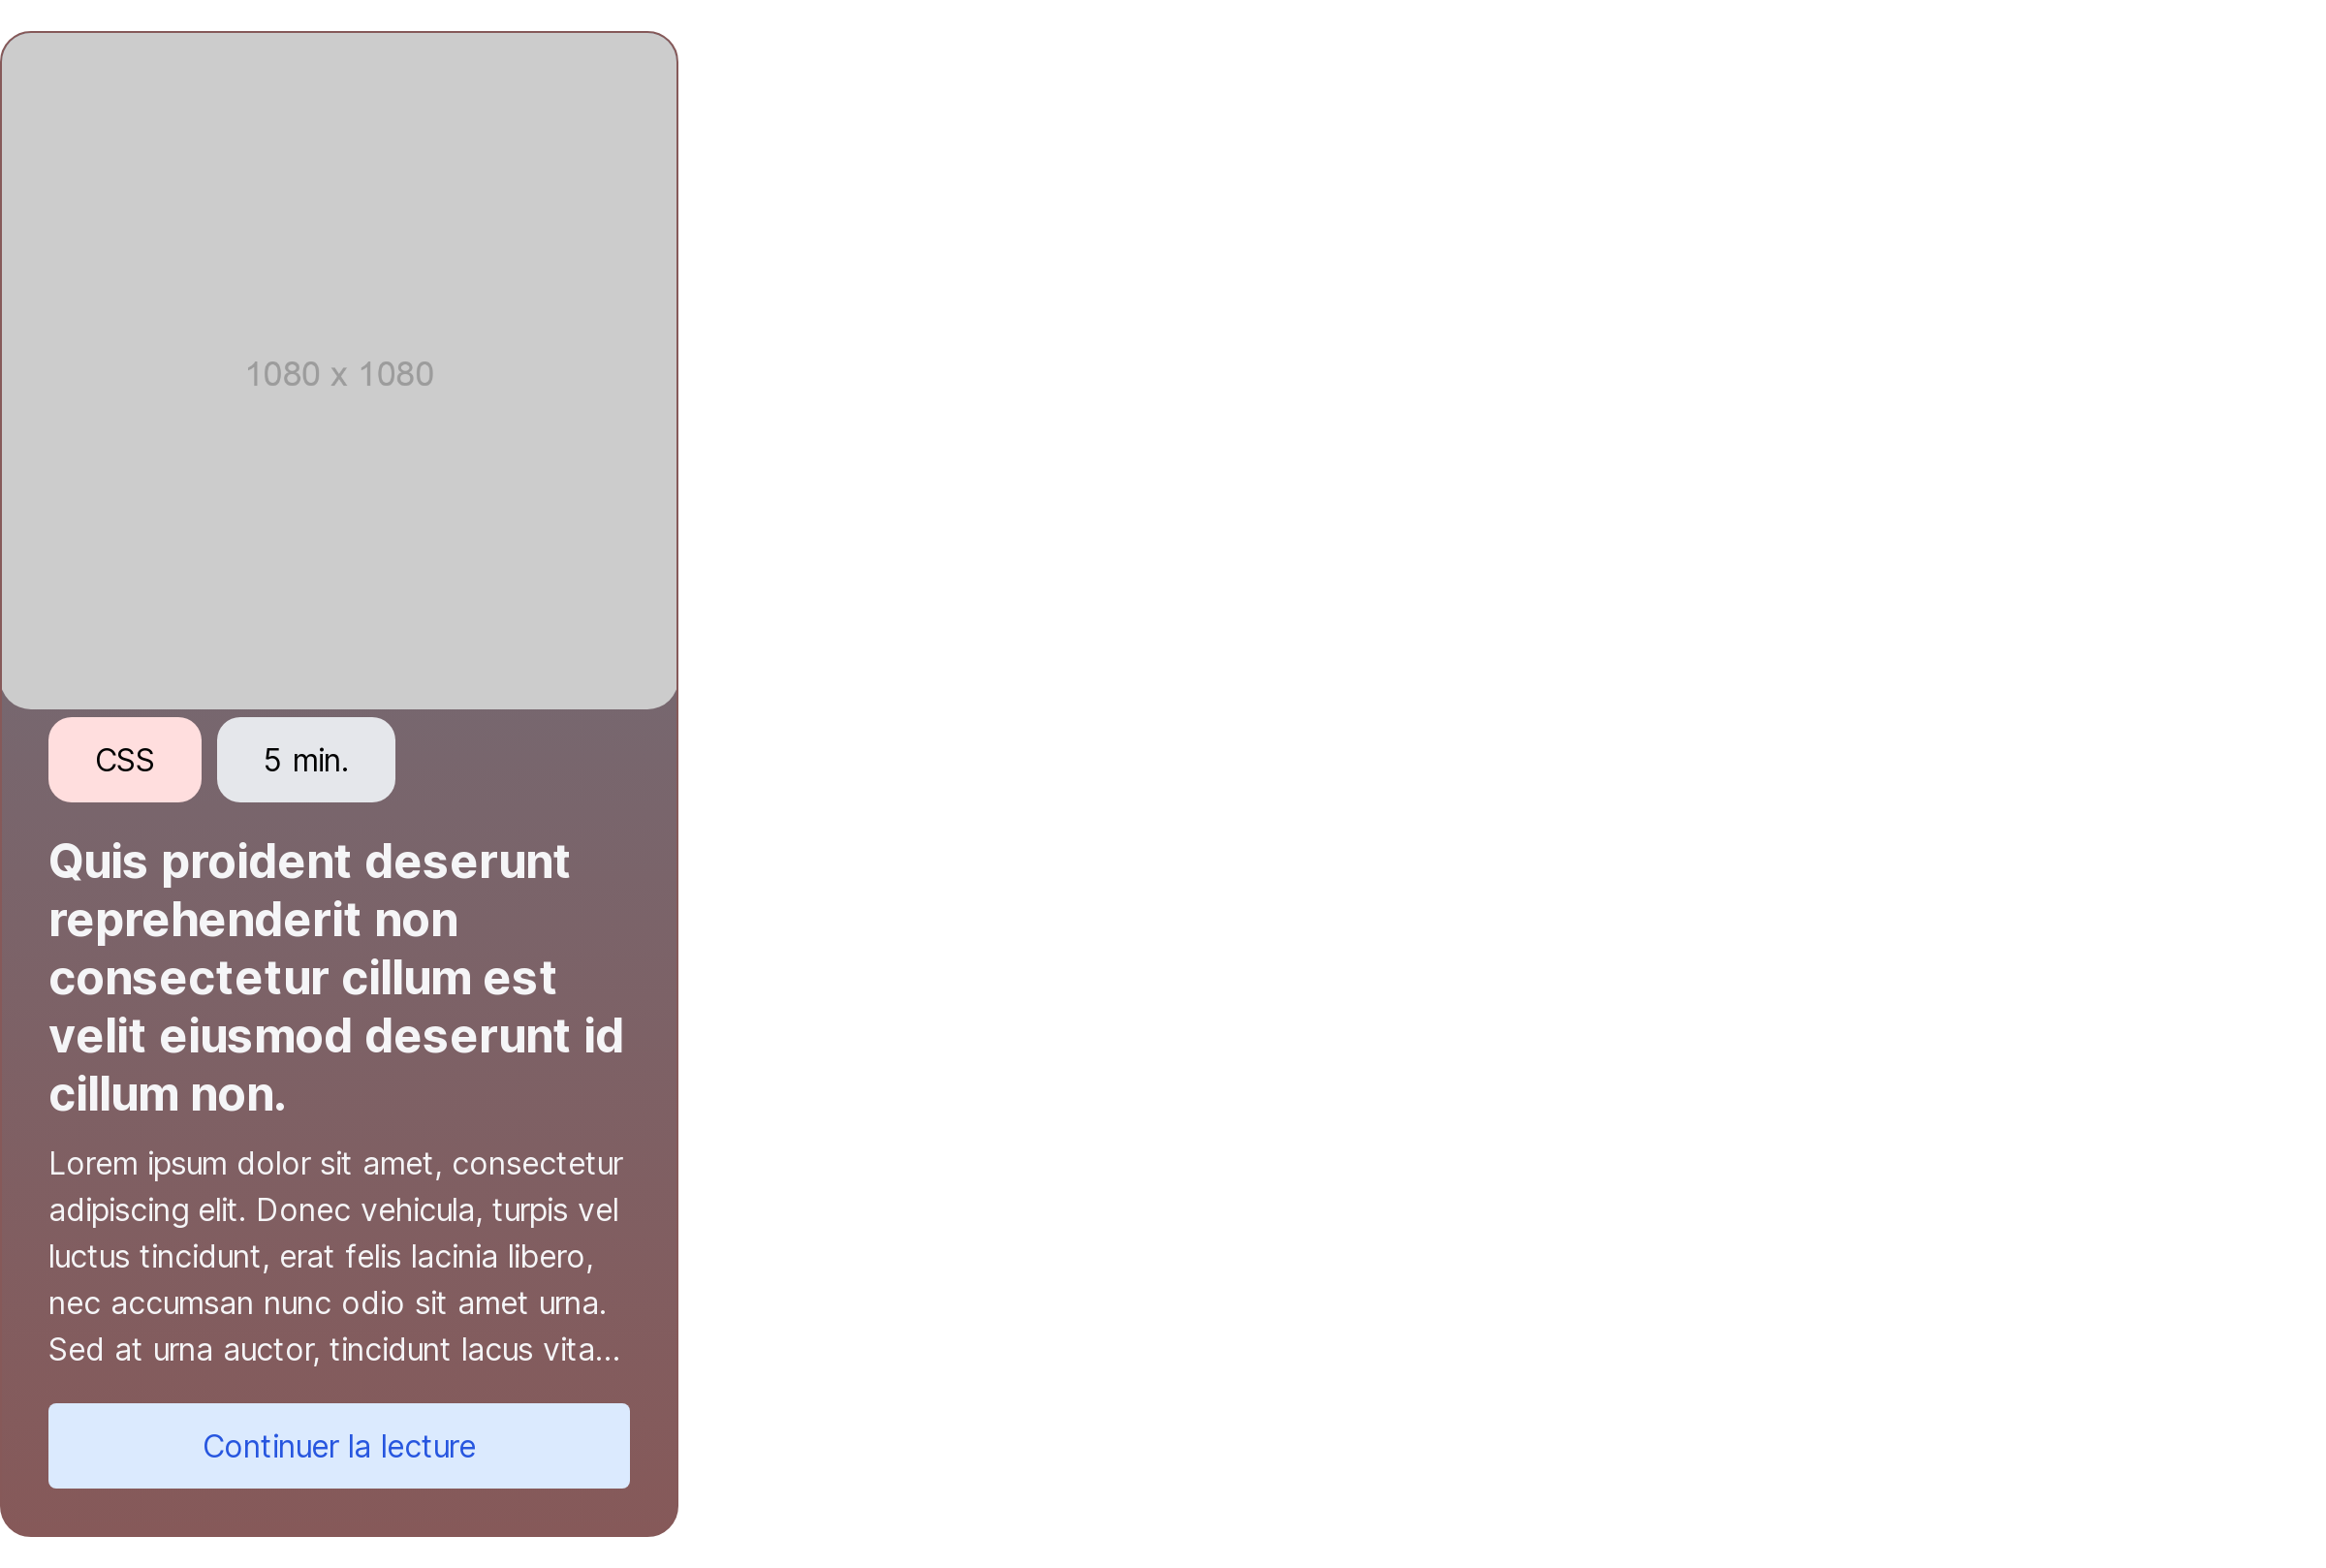 1080 x 1080
CSS
5 min.
Quis proident deserunt
reprehenderit non
consectetur cillum est
velit eiusmod deserunt id
cillum non.
Lorem ipsum dolor sit amet, consectetur
adipiscing elit. Donec vehicula, turpis vel
luctus tincidunt, erat felis lacinia libero,
nec accumsan nunc odio sit amet urna.
Sed at urna auctor, tincidunt lacus vita...
Continuer la lecture